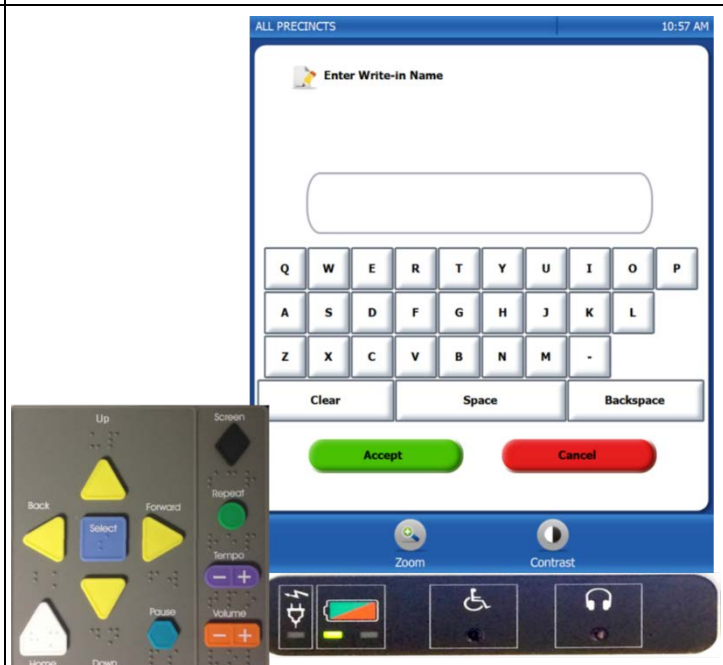 ALL PRECINCTS 10:57 AM
Enter Write-in Name
Q W E R T Y U I O P
A S D F G H J K L
Z X C V B N M -
Clear Space Backspace
Accept Cancel
Zoom Contrast
Up Screen
Back Forward Repeat
Select
Tempo
- +
Pause Volume
- +
Home Down